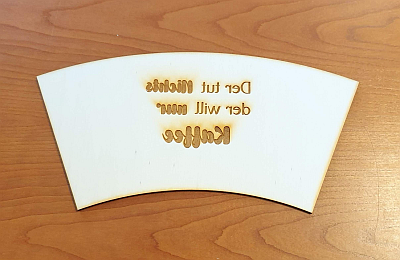 Der tut Nichts
der will nur
Kaffee